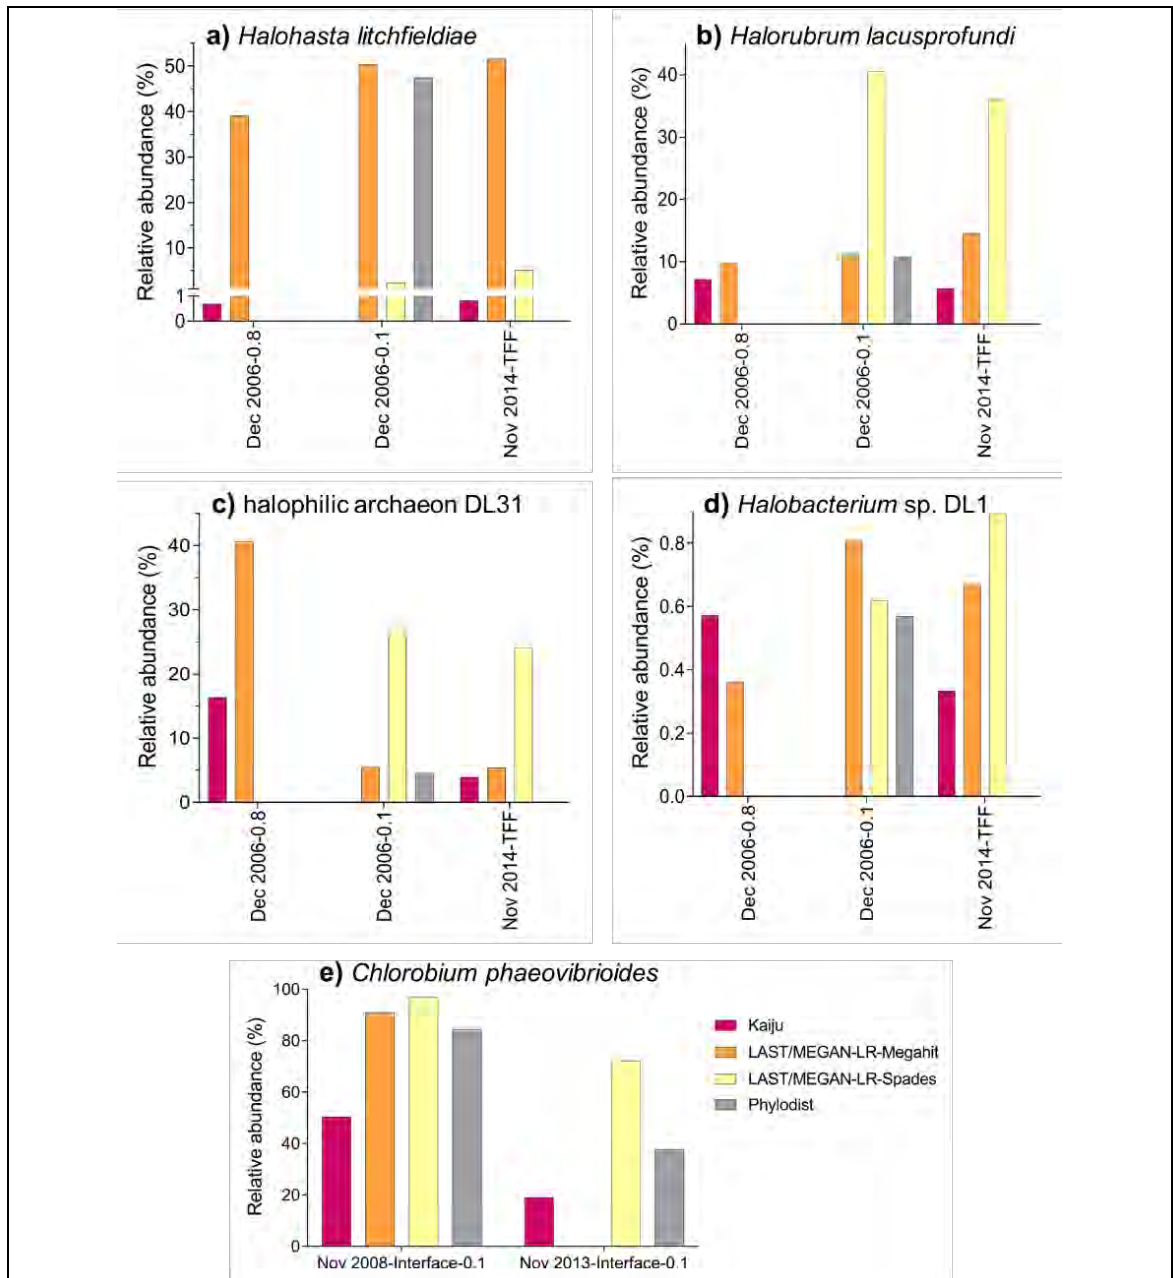 a) Halohasta litchfieldiae
Relative abundance (%)
50
40
30
20
10
1
0
Dec 2006-0.8
Dec 2006-0.1
Nov 2014-TFF
b) Halorubrum lacusprofundi
Relative abundance (%)
40
30
20
10
0
Dec 2006-0.8
Dec 2006-0.1
Nov 2014-TFF
c) halophilic archaeon DL31
Relative abundance (%)
40
30
20
10
0
Dec 2006-0.8
Dec 2006-0.1
Nov 2014-TFF
d) Halobacterium sp. DL1
Relative abundance (%)
0.8
0.6
0.4
0.2
0.0
Dec 2006-0.8
Dec 2006-0.1
Nov 2014-TFF
e) Chlorobium phaeovibrioides
Relative abundance (%)
100
80
60
40
20
0
Nov 2008-Interface-0.1
Nov 2013-Interface-0.1
Kaiju
LAST/MEGAN-LR-Megahit
LAST/MEGAN-LR-Spades
Phylodist